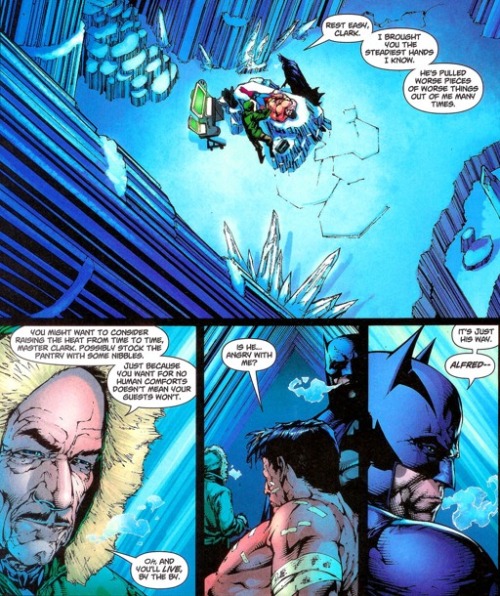 REST EASY,
CLARK.
I BROUGHT
YOU THE
STEADIEST HANDS
I KNOW.
HE'S PULLED
WORSE PIECES
OF WORSE THINGS
OUT OF ME MANY
TIMES.
YOU MIGHT WANT TO CONSIDER
RAISING THE HEAT FROM TIME TO TIME,
MASTER CLARK. POSSIBLY STOCK THE
PANTRY WITH SOME NIBBLES.
JUST BECAUSE
YOU WANT FOR NO
HUMAN COMFORTS
DOESN'T MEAN YOUR
GUESTS WON'T.
OH, AND
YOU'LL LIVE,
BY THE BY.
IS HE...
ANGRY WITH
ME?
IT'S JUST
HIS WAY.
ALFRED--